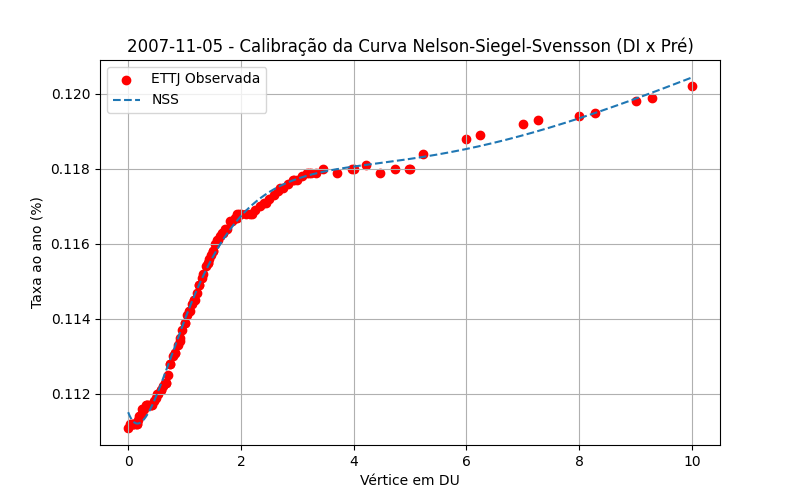 2007-11-05 - Calibração da Curva Nelson-Siegel-Svensson (DI x Pré)
ETTJ Observada
NSS
Taxa ao ano (%)
0.120
0.118
0.116
0.114
0.112
0 2 4 6 8 10
Vértice em DU